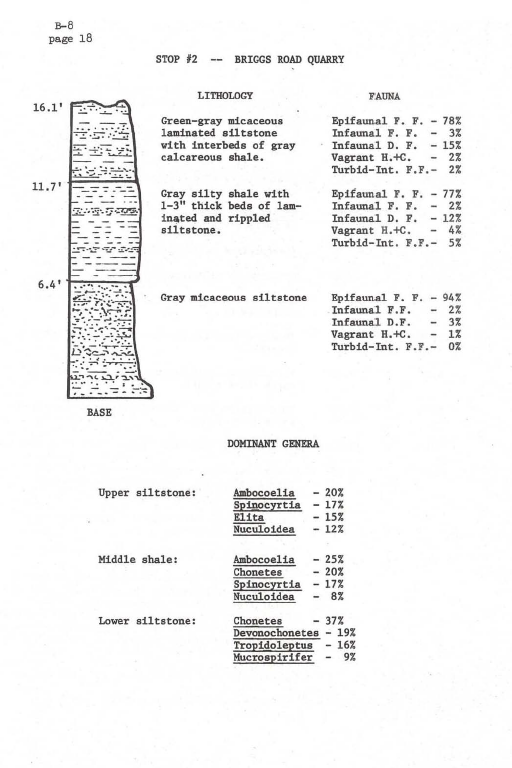 B-8
page 18
STOP #2 -- BRIGGS ROAD QUARRY
LITHOLOGY FAUNA
16.1'
Green-gray micaceous
laminated siltstone
with interbeds of gray
calcareous shale.
Epifaunal F. F. - 78%
Infaunal F. F. - 3%
Infaunal D. F. - 15%
Vagrant H.+C. - 2%
Turbid-Int. F.F.- 2%
11.7'
Gray silty shale with
1-3" thick beds of lam-
inated and rippled
siltstone.
Epifaunal F. F. - 77%
Infaunal F. F. - 2%
Infaunal D. F. - 12%
Vagrant H.+C. - 4%
Turbid-Int. F.F.- 5%
6.4'
Gray micaceous siltstone
Epifaunal F. F. - 94%
Infaunal F.F. - 2%
Infaunal D.F. - 3%
Vagrant H.+C. - 1%
Turbid-Int. F.F.- 0%
BASE
DOMINANT GENERA
Upper siltstone: Ambocoelia - 20%
Spinocyrtia - 17%
Elita - 15%
Nuculoidea - 12%
Middle shale: Ambocoelia - 25%
Chonetes - 20%
Spinocyrtia - 17%
Nuculoidea - 8%
Lower siltstone: Chonetes - 37%
Devonochonetes - 19%
Tropidoleptus - 16%
Mucrospirifer - 9%